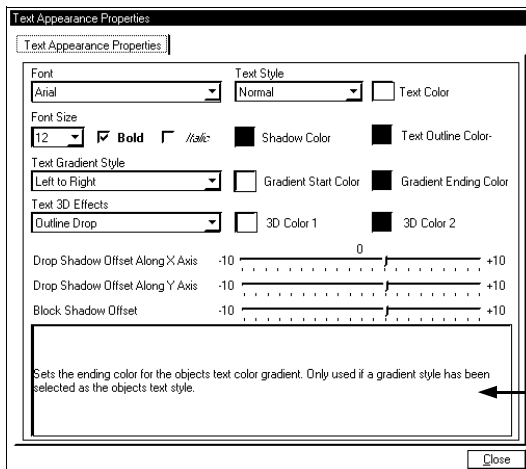 Text Appearance Properties
Text Appearance Properties
Font Text Style
Arial Normal Text Color
Font Size
12 Bold Italic Shadow Color Text Outline Color-
Text Gradient Style
Left to Right Gradient Start Color Gradient Ending Color
Text 3D Effects
Outline Drop 3D Color 1 3D Color 2
0
Drop Shadow Offset Along X Axis -10 +10
Drop Shadow Offset Along Y Axis -10 +10
Block Shadow Offset -10 +10
Sets the ending color for the objects text color gradient. Only used if a gradient style has been
selected as the objects text style.
Close